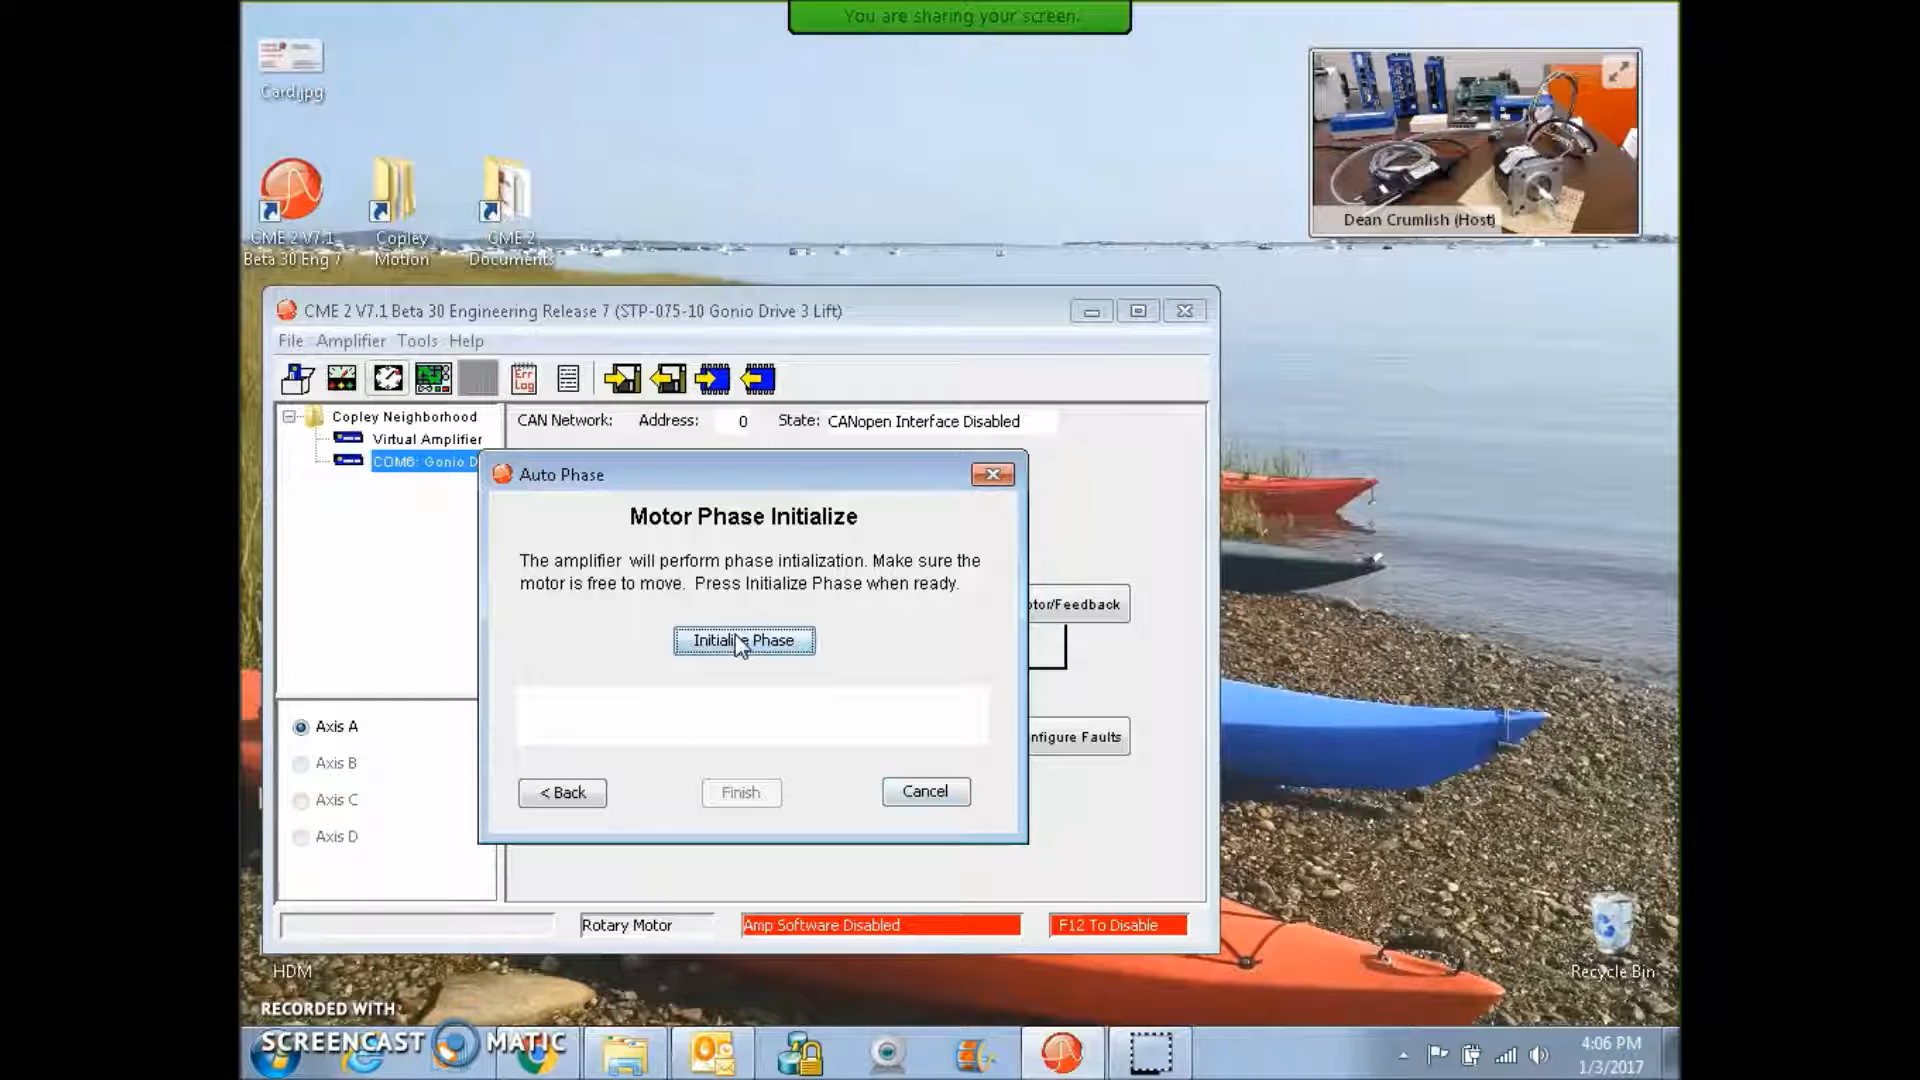 You are sharing your screen.
Card.jpg
Dean Crumlish (Host)
CME 2 V7.1
Beta 30 Eng 7
Copley
Motion
CME 2
Documents
CME 2 V7.1 Beta 30 Engineering Release 7 (STP-075-10 Gonio Drive 3 Lift)
File Amplifier Tools Help
Err
Log
Copley Neighborhood
Virtual Amplifier
COM6: Gonio D
CAN Network: Address: 0 State: CANopen Interface Disabled
Auto Phase
Motor Phase Initialize
The amplifier will perform phase intialization. Make sure the
motor is free to move. Press Initialize Phase when ready.
Initialize Phase
< Back
Finish
Cancel
otor/Feedback
nfigure Faults
Axis A
Axis B
Axis C
Axis D
Rotary Motor
Amp Software Disabled
F12 To Disable
HDM
Recycle Bin
RECORDED WITH
SCREENCAST MATIC
4:06 PM
1/3/2017